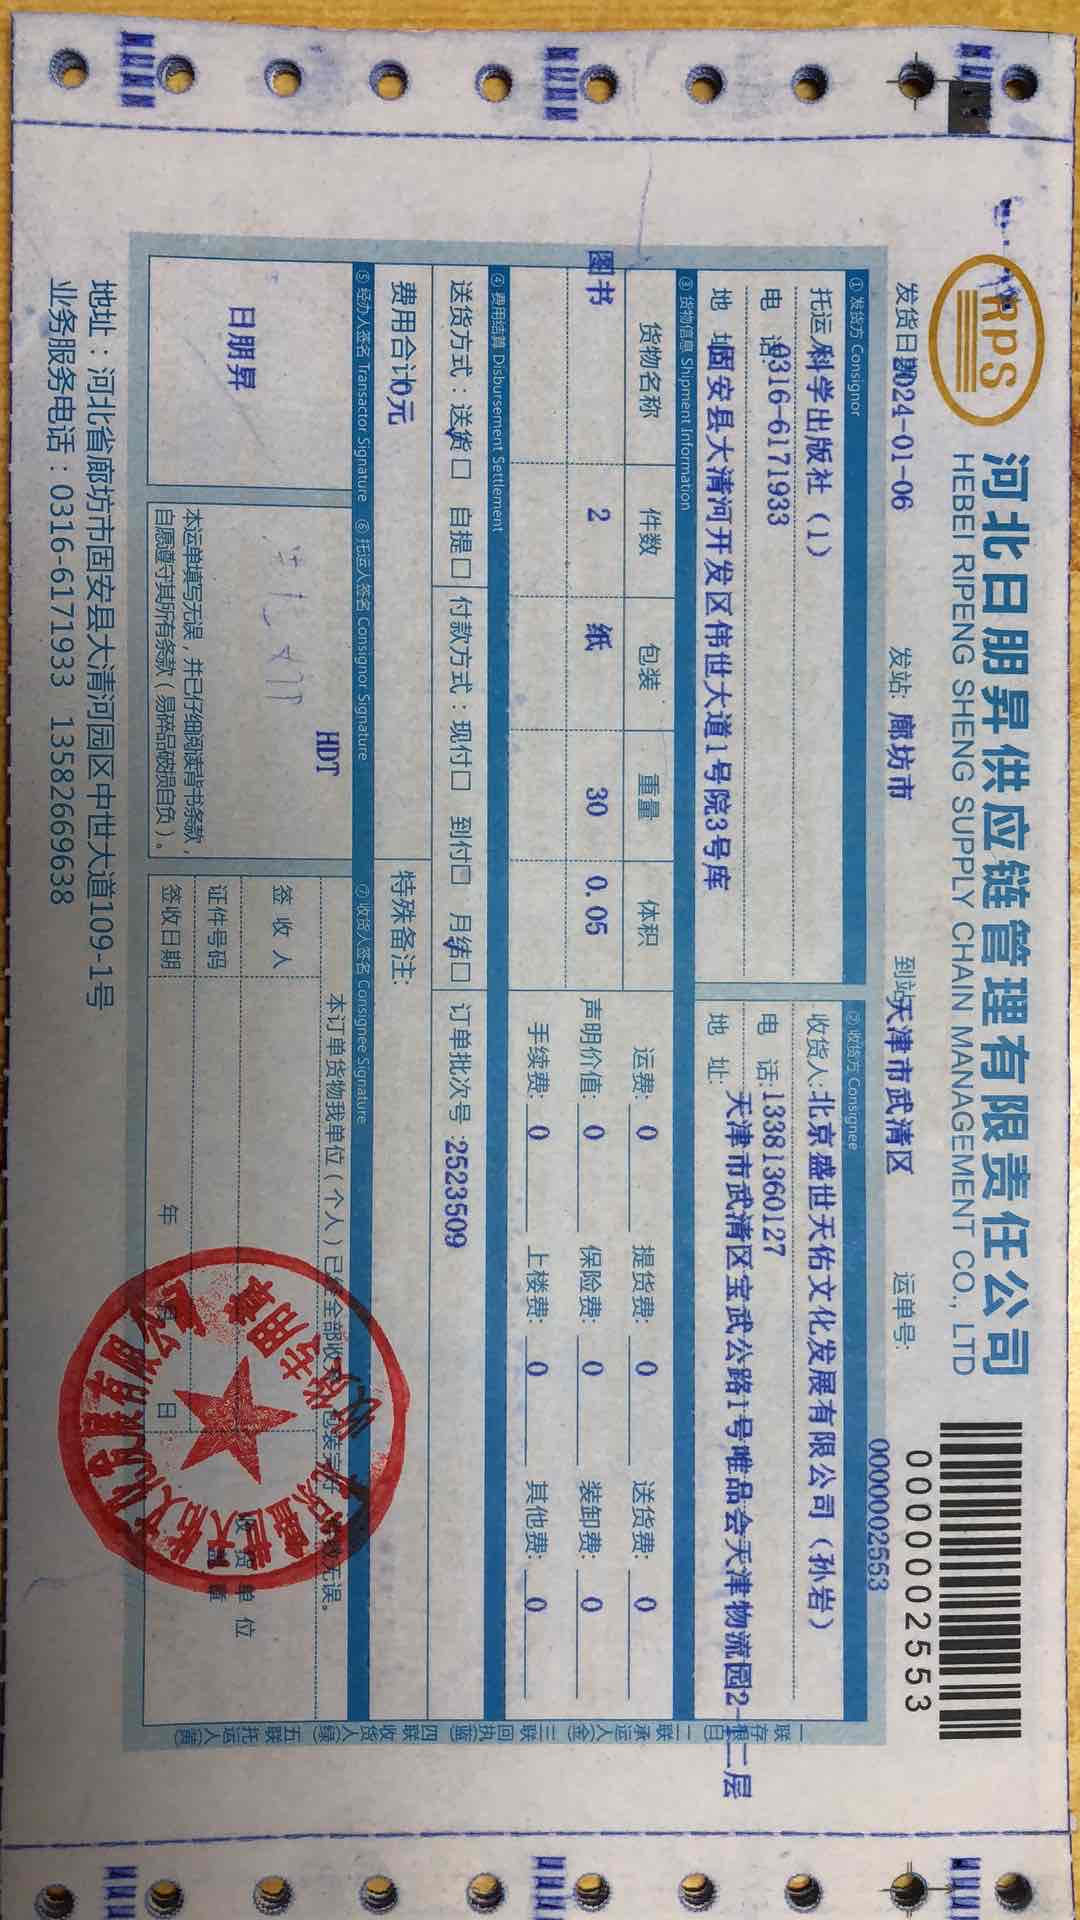 RPS
河北日朋昇供应链管理有限责任公司
HEBEI RIPENG SHENG SUPPLY CHAIN MANAGEMENT CO., LTD
0000002553
发货日期2024-01-06 发站: 廊坊市 到站天津市武清区 运单号: 0000002553
① 发货方 Consignor ② 收货方 Consignee
托运人科学出版社（1） 收货人:北京盛世天佑文化发展有限公司（孙岩）
电 话:0316-6171933 电 话:13381360127
地 址固安县大清河开发区伟世大道1号院3号库 地 址:天津市武清区宝武公路1号唯品会天津物流园2-二层
③ 货物信息 Shipment Information
货物名称 件数 包装 重量 体积 运费: 0 提货费: 0 送货费: 0
图书 2 纸 30 0.05 声明价值: 0 保险费: 0 装卸费: 0
手续费: 0 上楼费: 0 其他费: 0
④ 费用结算 Disbursement Settlement
送货方式：送货□ 自提□ 付款方式：现付□ 到付□ 月结□ 订单批次号:2523509
费用合计0元 特殊备注:
⑤ 经办人签名 Transactor Signature ⑥ 托运人签名 Consignor Signature ⑦ 收货人签名 Consignee Signature
日朋昇
HDT
本运单填写无误，并已仔细阅读背书条款，
自愿遵守其所有条款（易碎品破损自负）。
本订单货物我单位（个人）已经全部收 包装完好 无误。
签 收 人
证件号码
签收日期 年 月 日
收货单位
盖章
收货专用章
地址：河北省廊坊市固安县大清河园区中世大道109-1号
业务服务电话：0316-6171933 13582669638